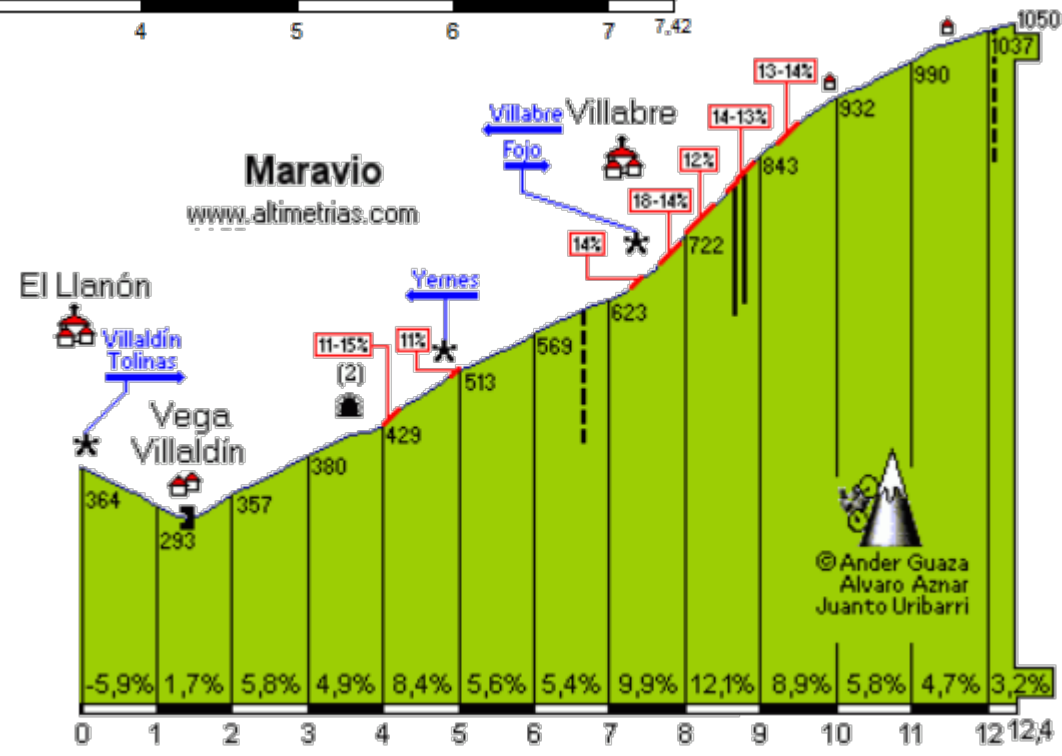 4 5 6 7 7,42
1050
1037
13-14%
990
14-13%
932
Villabre Villabre
Fojo
12%
843
Maravio
www.altimetrias.com
18-14%
14%
722
El Llanón
Yernes
623
Villaldín
Tolinas
11-15%
11%
569
(2)
513
Vega
Villaldín
429
380
364
357
293
© Ander Guaza
Alvaro Aznar
Juanto Uribarri
-5,9% 1,7% 5,8% 4,9% 8,4% 5,6% 5,4% 9,9% 12,1% 8,9% 5,8% 4,7% 3,2%
0 1 2 3 4 5 6 7 8 9 10 11 12 12,4